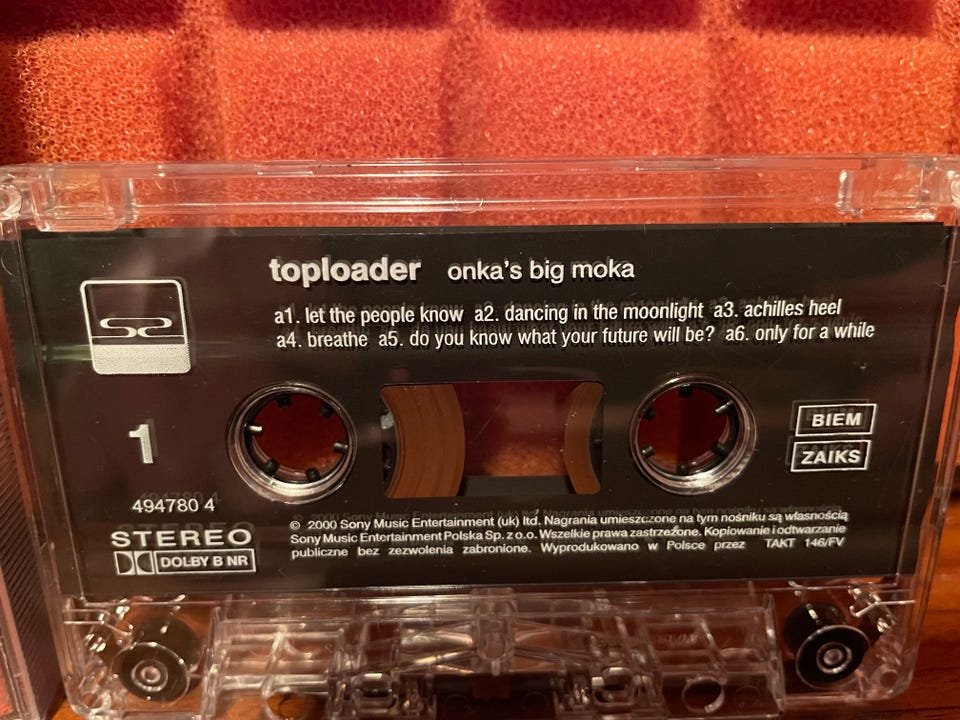 toploader onka's big moka
a1. let the people know a2. dancing in the moonlight a3. achilles heel
a4. breathe a5. do you know what your future will be? a6. only for a while
1
BIEM
ZAIKS
494780 4
STEREO
DOLBY B NR
© 2000 Sony Music Entertainment (uk) ltd. Nagrania umieszczone na tym nośniku są własnością
Sony Music Entertainment Polska Sp. z o.o. Wszelkie prawa zastrzeżone. Kopiowanie i odtwarzanie
publiczne bez zezwolenia zabronione. Wyprodukowano w Polsce przez TAKT 146/FV